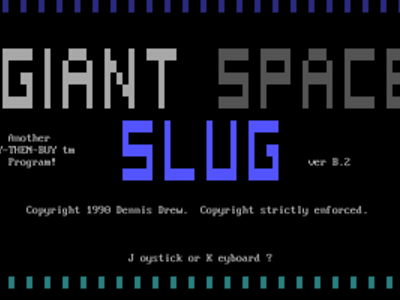 GIANT SPACE
SLUG
Another
Y-THEN-BUY tm
Program!
ver B.2
Copyright 1990 Dennis Drew. Copyright strictly enforced.
J oystick or K eyboard ?